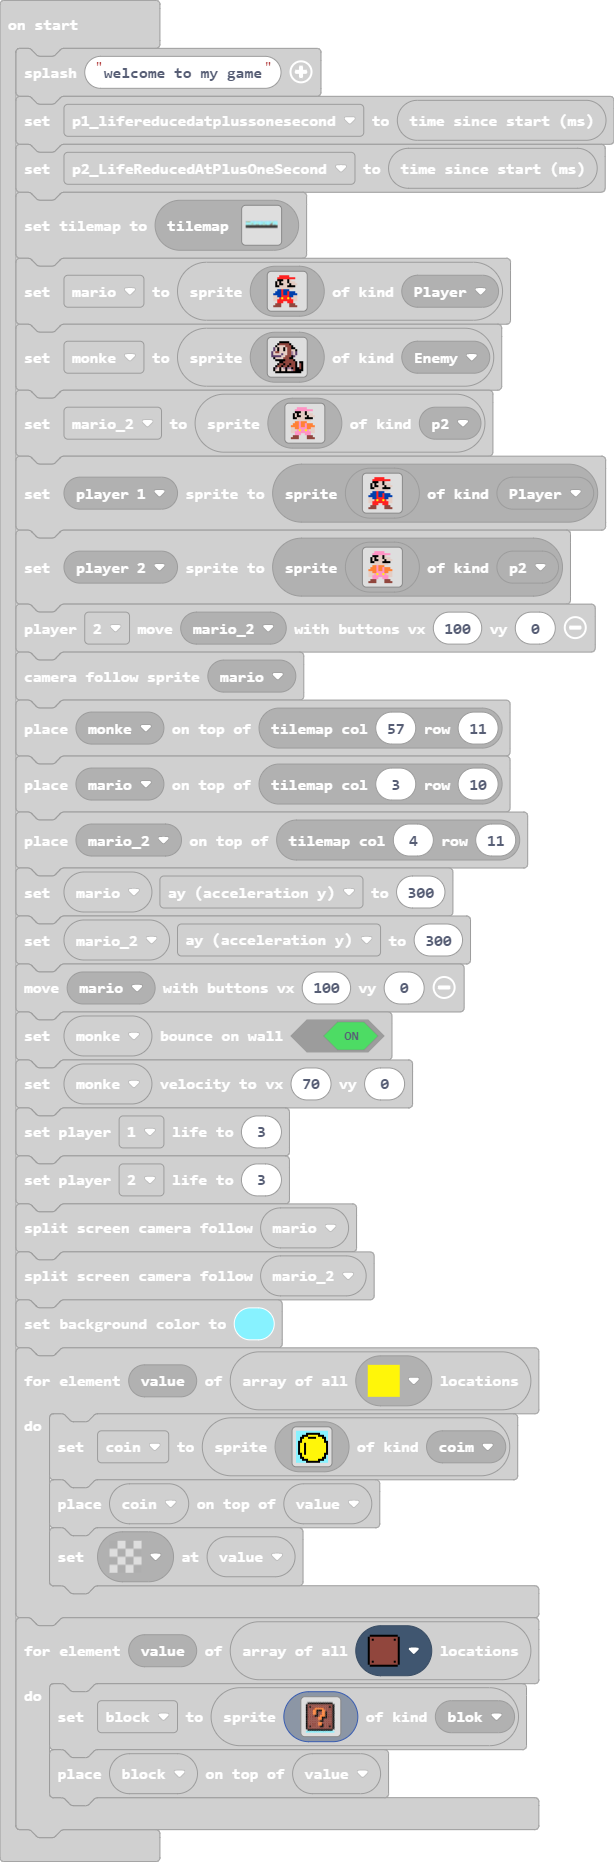 on start
splash "welcome to my game"
set p1_lifereducedatplussonesecond to time since start (ms)
set p2_LifeReducedAtPlusOneSecond to time since start (ms)
set tilemap to tilemap
set mario to sprite of kind Player
set monke to sprite of kind Enemy
set mario_2 to sprite of kind p2
set player 1 sprite to sprite of kind Player
set player 2 sprite to sprite of kind p2
player 2 move mario_2 with buttons vx 100 vy 0
camera follow sprite mario
place monke on top of tilemap col 57 row 11
place mario on top of tilemap col 3 row 10
place mario_2 on top of tilemap col 4 row 11
set mario ay (acceleration y) to 300
set mario_2 ay (acceleration y) to 300
move mario with buttons vx 100 vy 0
set monke bounce on wall ON
set monke velocity to vx 70 vy 0
set player 1 life to 3
set player 2 life to 3
split screen camera follow mario
split screen camera follow mario_2
set background color to
for element value of array of all locations
do
set coin to sprite of kind coim
place coin on top of value
set at value
for element value of array of all locations
do
set block to sprite ? of kind blok
place block on top of value